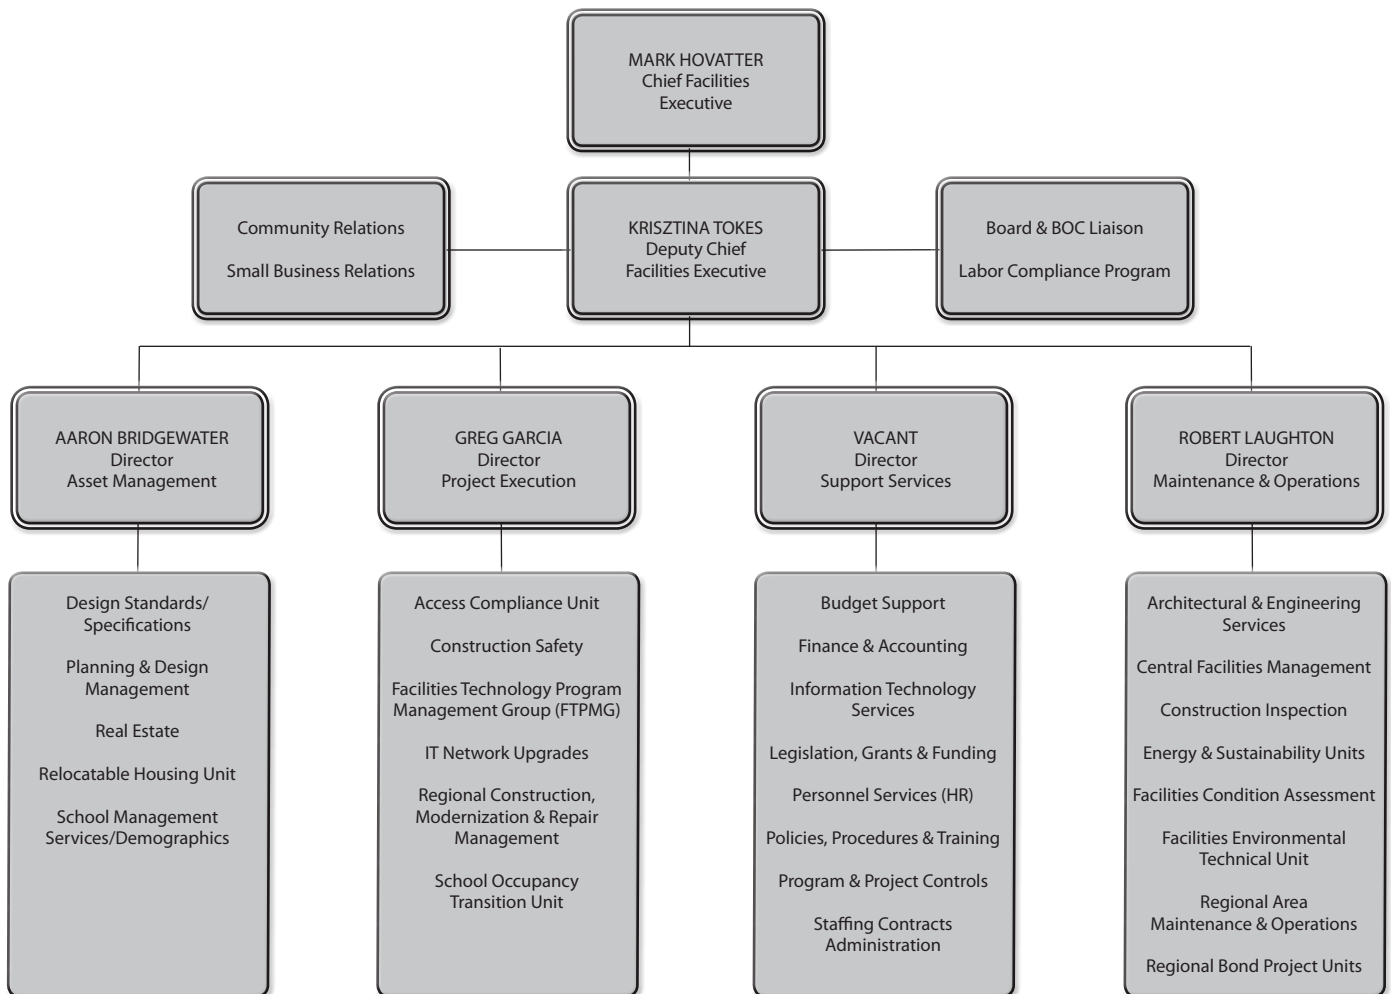 MARK HOVATTER
Chief Facilities
Executive
Community Relations
Small Business Relations
KRISZTINA TOKES
Deputy Chief
Facilities Executive
Board & BOC Liaison
Labor Compliance Program
AARON BRIDGEWATER
Director
Asset Management
GREG GARCIA
Director
Project Execution
VACANT
Director
Support Services
ROBERT LAUGHTON
Director
Maintenance & Operations
Design Standards/
Specifications
Planning & Design
Management
Real Estate
Relocatable Housing Unit
School Management
Services/Demographics
Access Compliance Unit
Construction Safety
Facilities Technology Program
Management Group (FTPMG)
IT Network Upgrades
Regional Construction,
Modernization & Repair
Management
School Occupancy
Transition Unit
Budget Support
Finance & Accounting
Information Technology
Services
Legislation, Grants & Funding
Personnel Services (HR)
Policies, Procedures & Training
Program & Project Controls
Staffing Contracts
Administration
Architectural & Engineering
Services
Central Facilities Management
Construction Inspection
Energy & Sustainability Units
Facilities Condition Assessment
Facilities Environmental
Technical Unit
Regional Area
Maintenance & Operations
Regional Bond Project Units